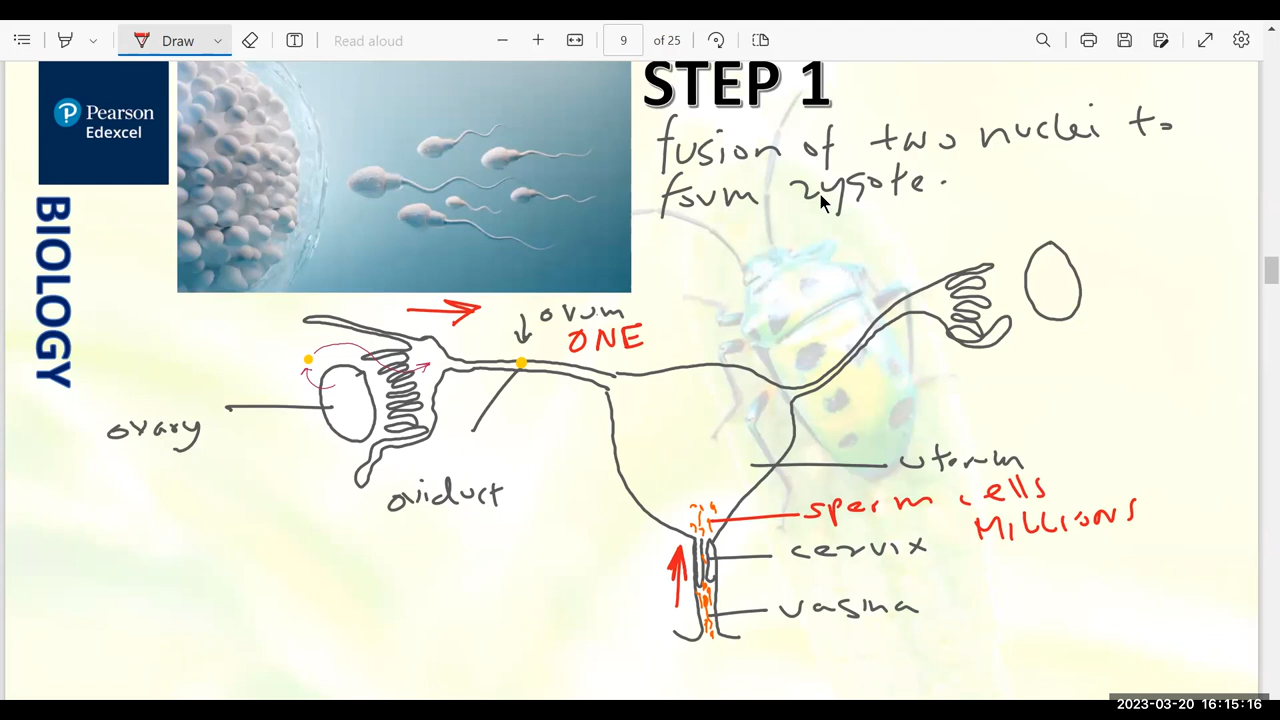 Draw
Read aloud
9
of 25
Pearson
Edexcel
BIOLOGY
STEP 1
fusion of two nuclei to
form zygote.
ovum
ONE
ovary
oviduct
uterum
sperm cells
MILLIONS
cervix
vagina
2023-03-20 16:15:16